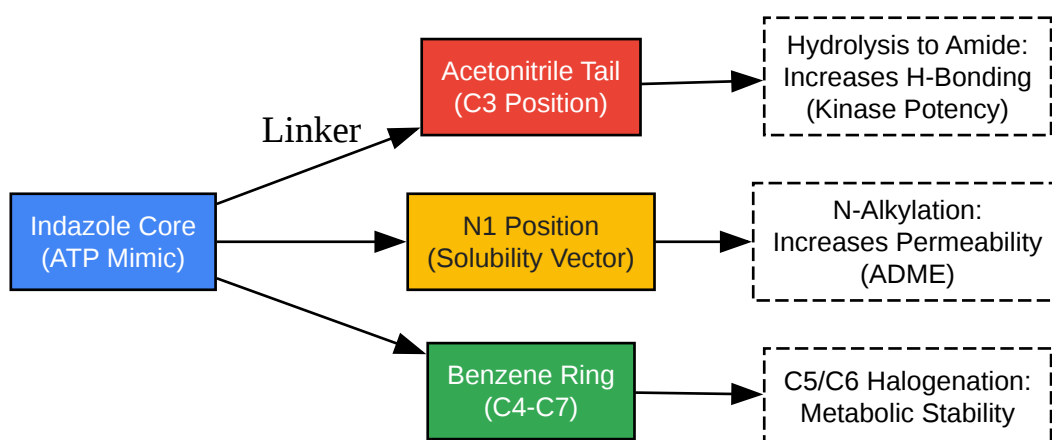 Indazole Core
(ATP Mimic)
Linker
Acetonitrile Tail
(C3 Position)
Hydrolysis to Amide:
Increases H-Bonding
(Kinase Potency)
N1 Position
(Solubility Vector)
N-Alkylation:
Increases Permeability
(ADME)
Benzene Ring
(C4-C7)
C5/C6 Halogenation:
Metabolic Stability